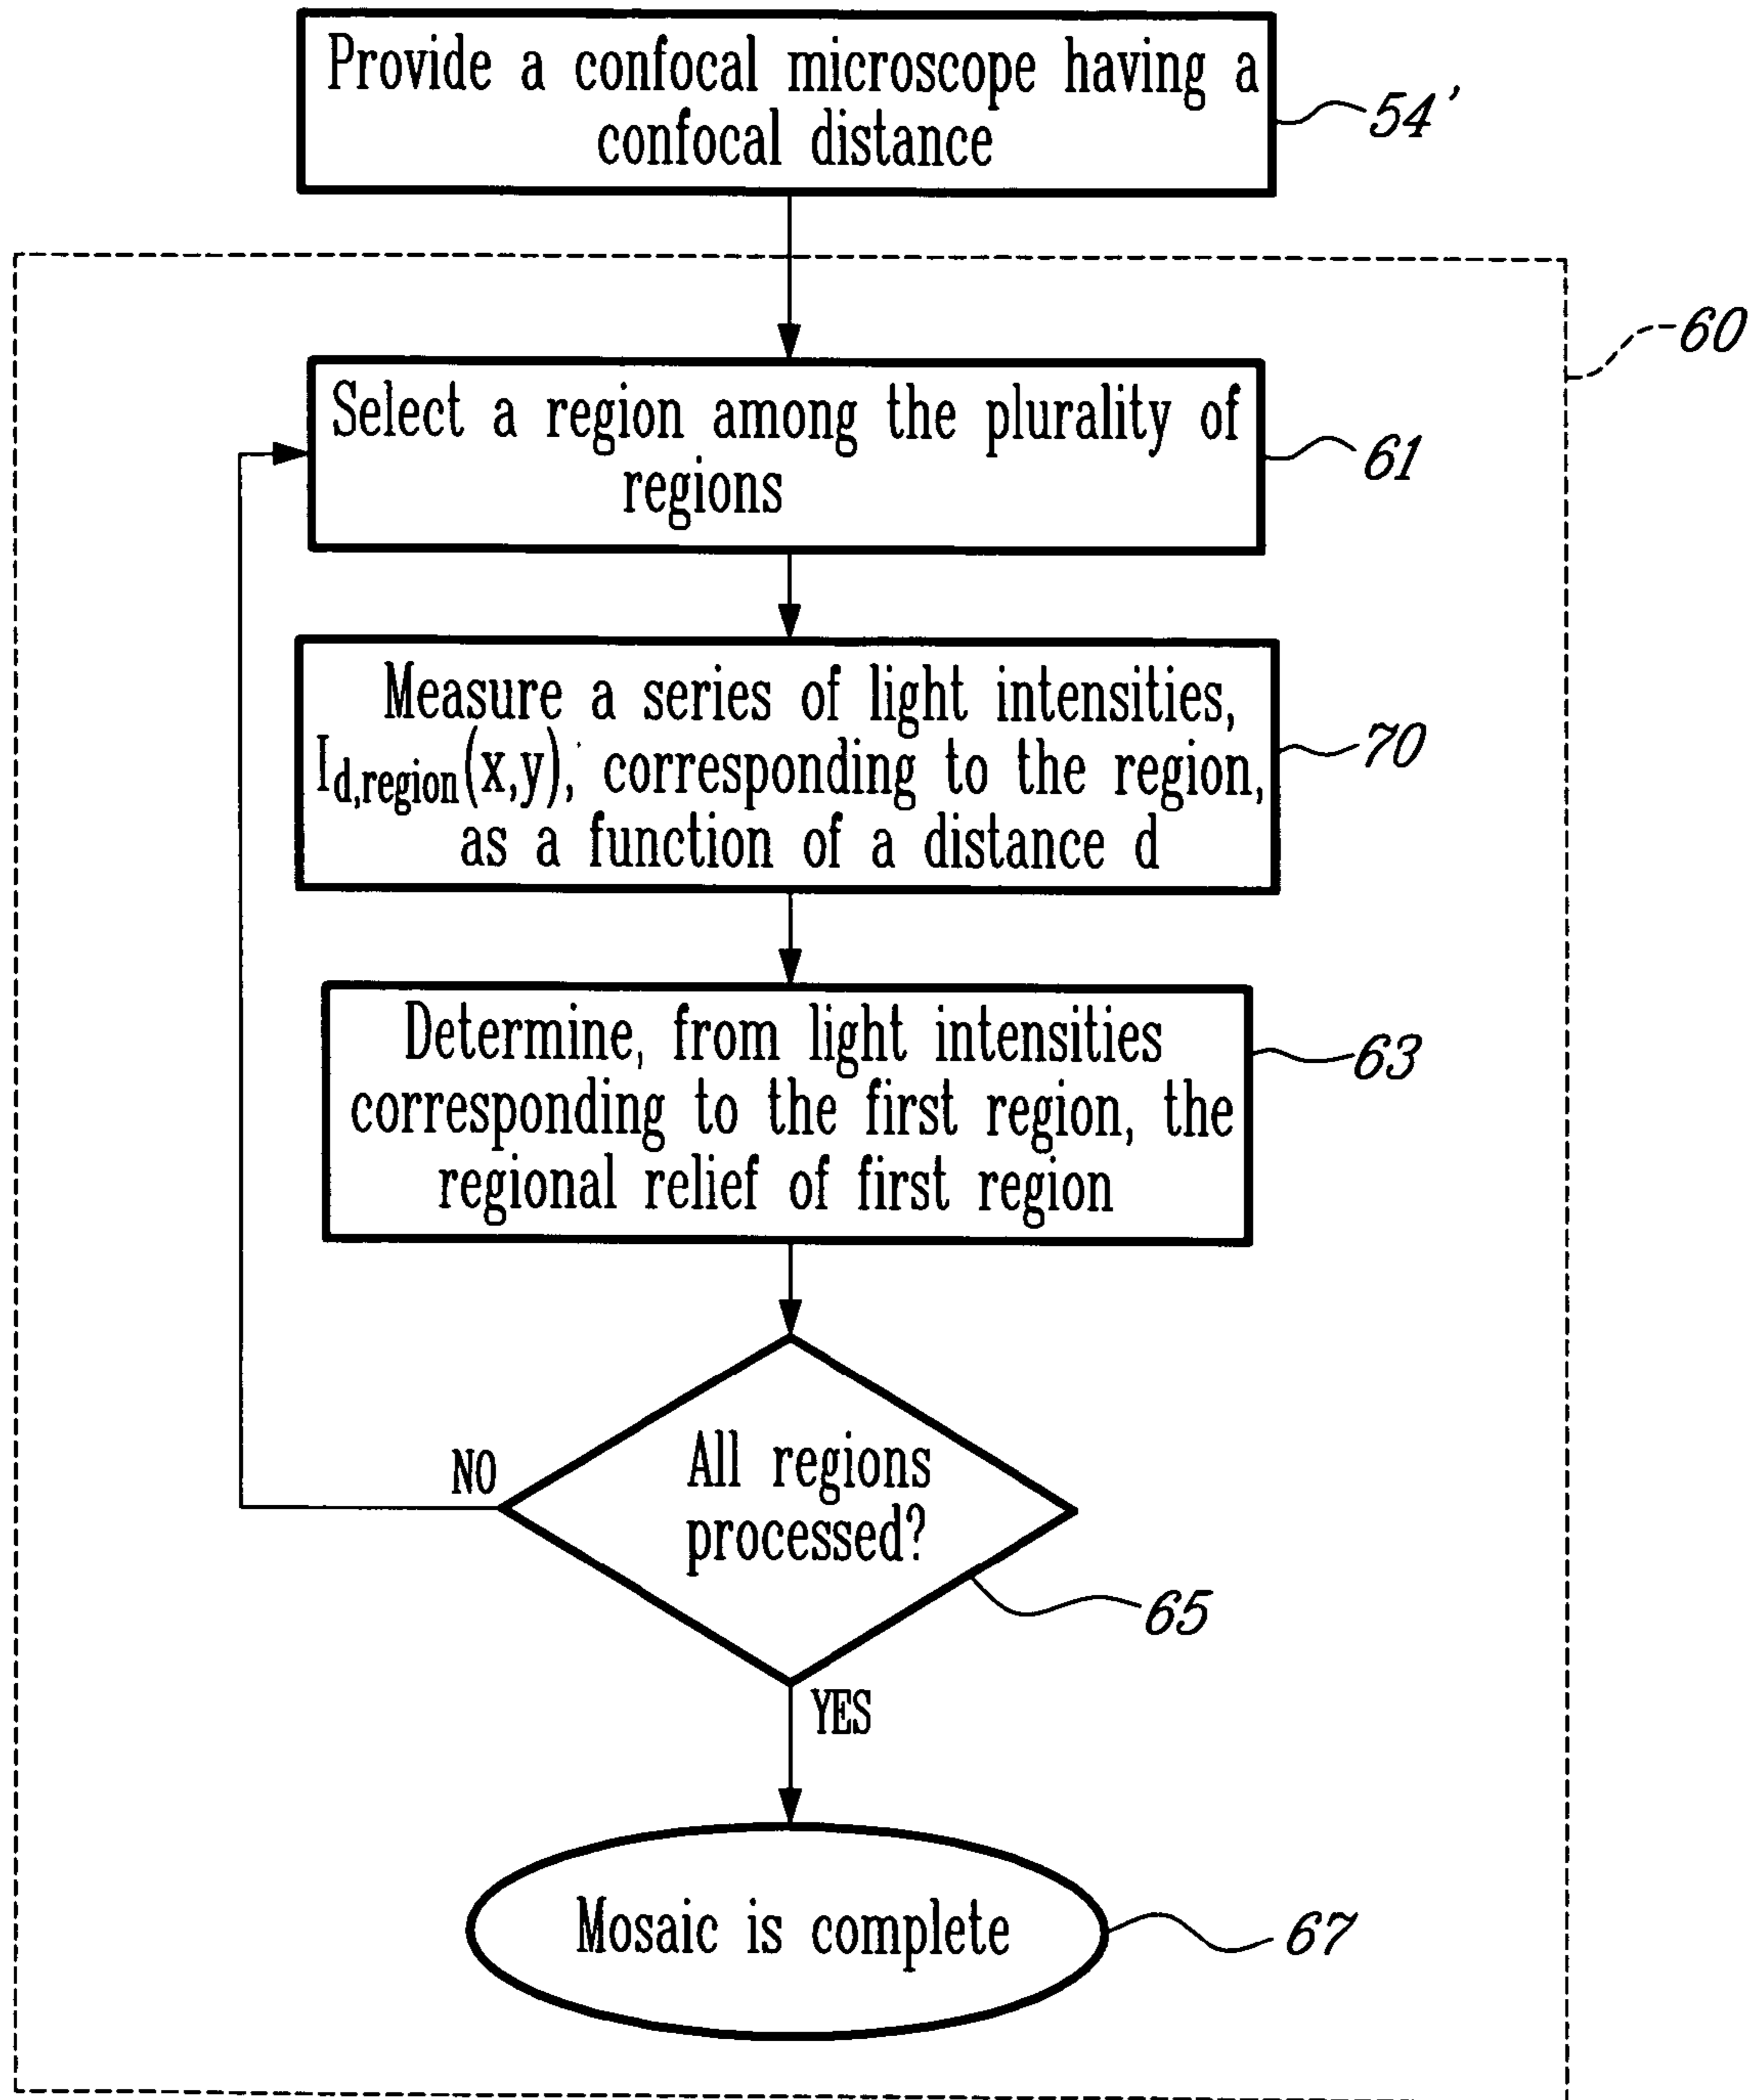 Provide a confocal microscope having a
confocal distance
54'
60
Select a region among the plurality of
regions
61
Measure a series of light intensities,
I_d,region(x,y), corresponding to the region,
as a function of a distance d
70
Determine, from light intensities
corresponding to the first region, the
regional relief of first region
63
All regions
processed?
NO
65
YES
Mosaic is complete
67